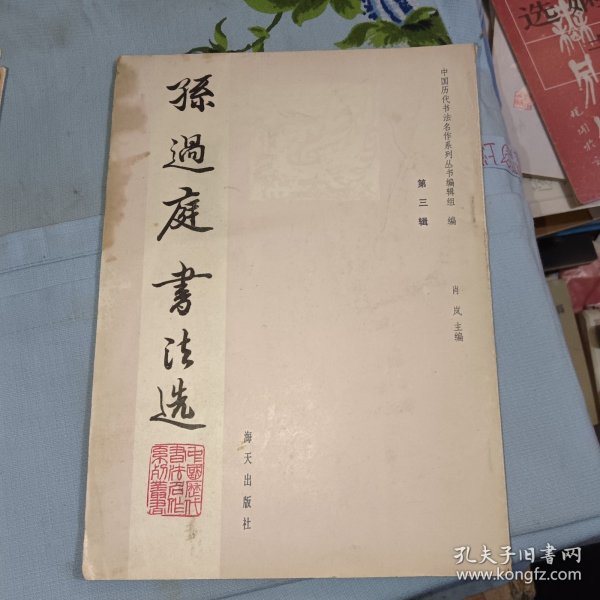 孫過庭書法选
中國歷代
書法名作
系列叢書
中国历代书法名作系列丛书编辑组 编
第三辑
肖岚主编
海天出版社
选
孔夫子旧书网
www.kongfz.com